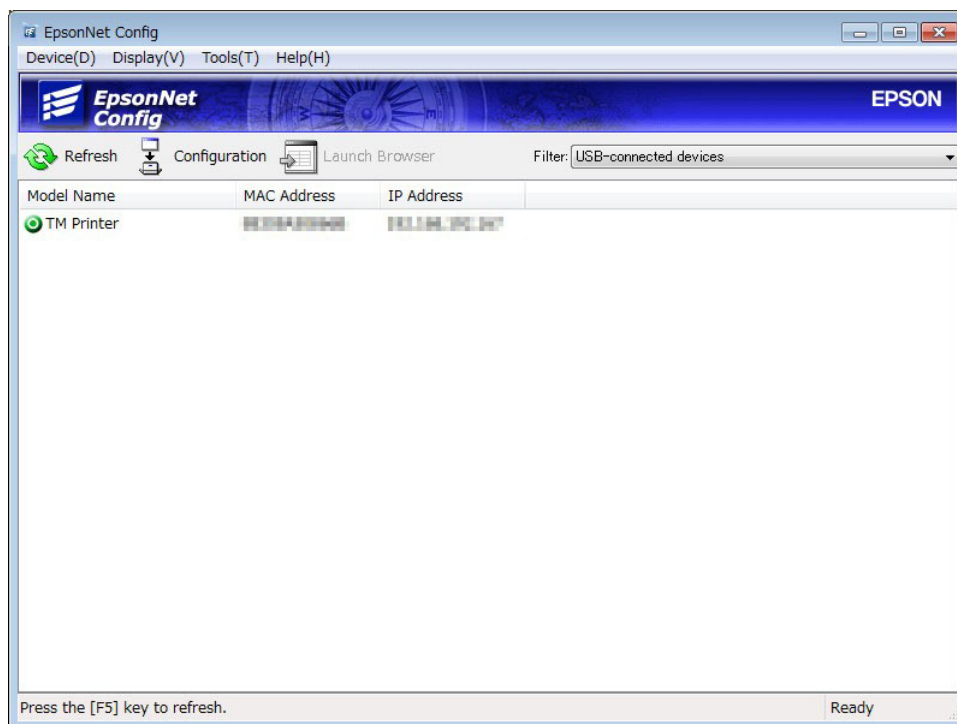 EpsonNet Config
Device(D) Display(V) Tools(T) Help(H)
EpsonNet
Config
EPSON
Refresh Configuration Launch Browser Filter: USB-connected devices
Model Name MAC Address IP Address
TM Printer
Press the [F5] key to refresh. Ready